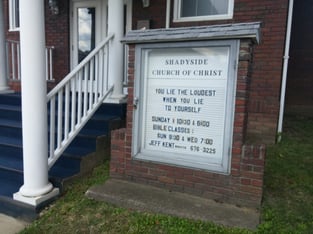 SHADYSIDE
CHURCH OF CHRIST
YOU LIE THE LOUDEST
WHEN YOU LIE
TO YOURSELF
SUNDAY : 10:30 & 6:00
BIBLE CLASSES:
SUN 9:30 & WED 7:00
JEFF KENT 676-3225